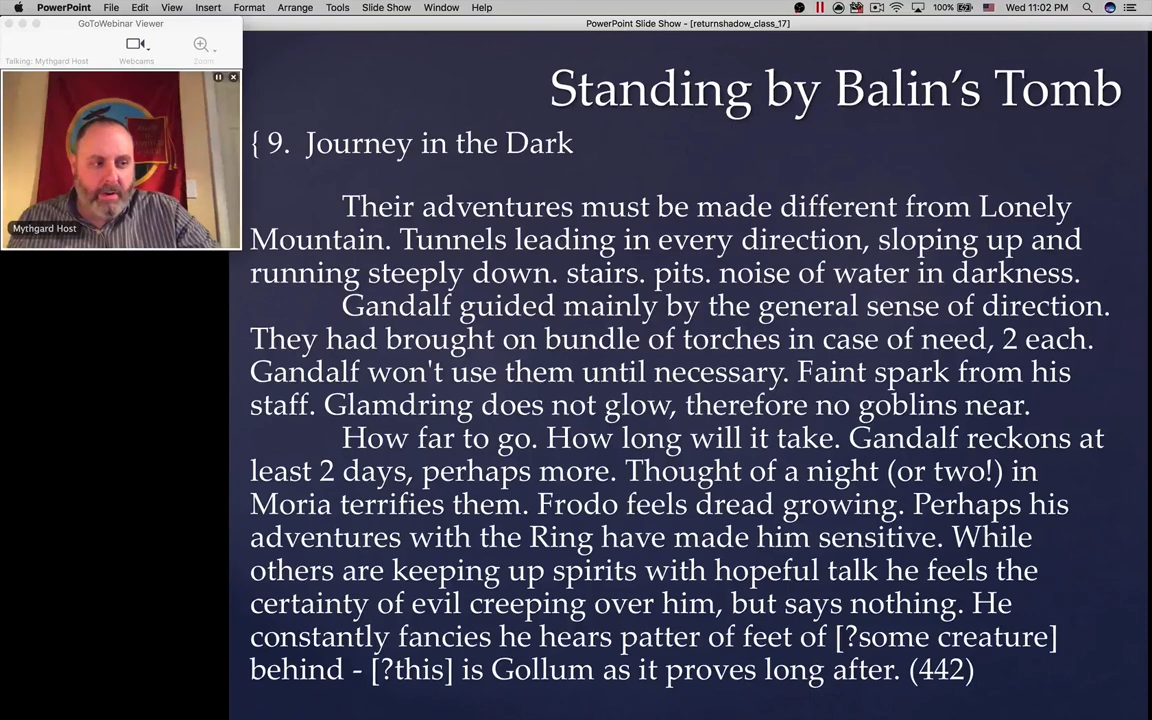 PowerPoint File Edit View Insert Format Arrange Tools Slide Show Window Help 100% Wed 11:02 PM
GoToWebinar Viewer
PowerPoint Slide Show - [returnshadow_class_17]
Talking: Mythgard Host
Webcams
Zoom
Mythgard Host
Standing by Balin’s Tomb
{ 9. Journey in the Dark
Their adventures must be made different from Lonely
Mountain. Tunnels leading in every direction, sloping up and
running steeply down. stairs. pits. noise of water in darkness.
Gandalf guided mainly by the general sense of direction.
They had brought on bundle of torches in case of need, 2 each.
Gandalf won't use them until necessary. Faint spark from his
staff. Glamdring does not glow, therefore no goblins near.
How far to go. How long will it take. Gandalf reckons at
least 2 days, perhaps more. Thought of a night (or two!) in
Moria terrifies them. Frodo feels dread growing. Perhaps his
adventures with the Ring have made him sensitive. While
others are keeping up spirits with hopeful talk he feels the
certainty of evil creeping over him, but says nothing. He
constantly fancies he hears patter of feet of [?some creature]
behind - [?this] is Gollum as it proves long after. (442)